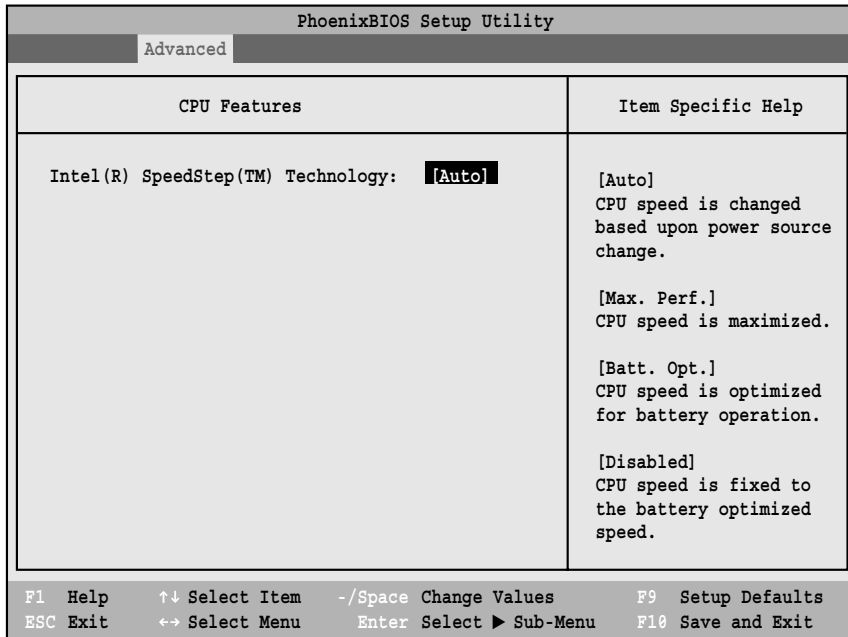 PhoenixBIOS Setup Utility
Advanced
CPU Features
Intel(R) SpeedStep(TM) Technology: [Auto]
Item Specific Help
[Auto]
CPU speed is changed
based upon power source
change.
[Max. Perf.]
CPU speed is maximized.
[Batt. Opt.]
CPU speed is optimized
for battery operation.
[Disabled]
CPU speed is fixed to
the battery optimized
speed.
F1 Help ↑↓ Select Item -/Space Change Values F9 Setup Defaults
ESC Exit ←→ Select Menu Enter Select ▶ Sub-Menu F10 Save and Exit